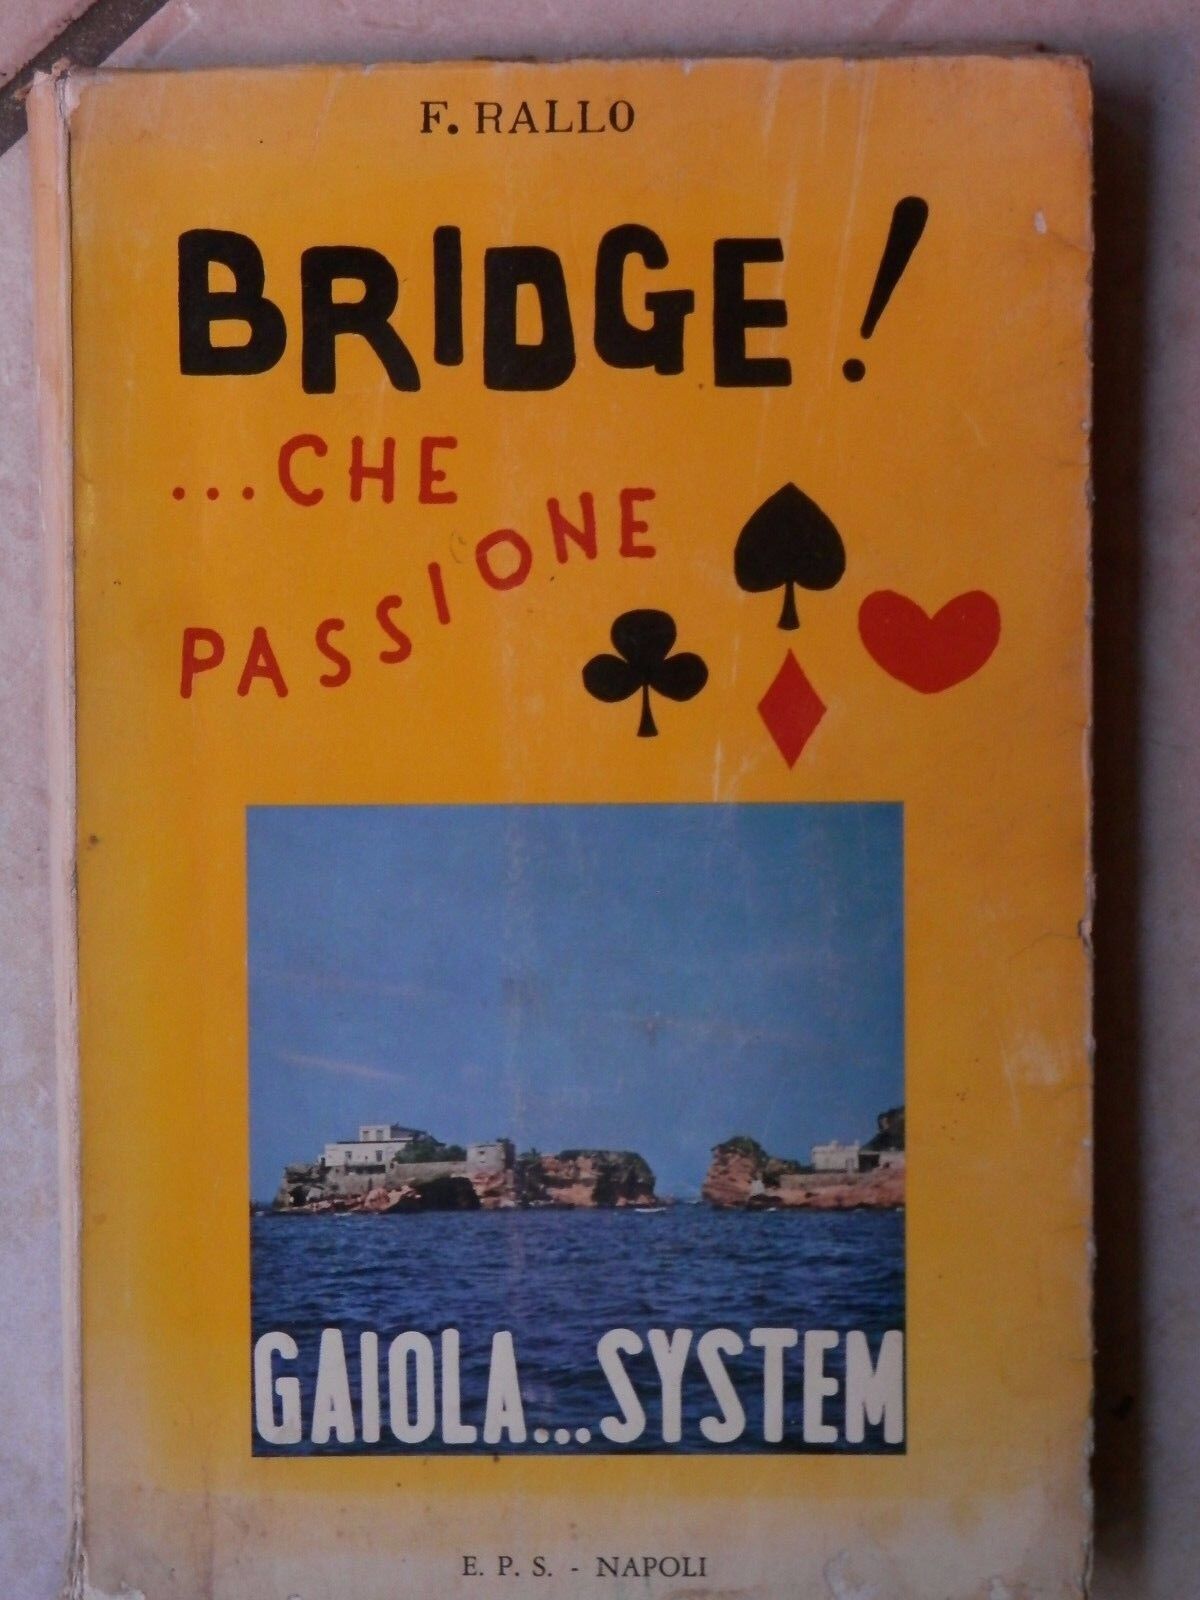 F. RALLO
BRIDGE!
...CHE
PASSIONE
GAIOLA...SYSTEM
E. P. S. - NAPOLI